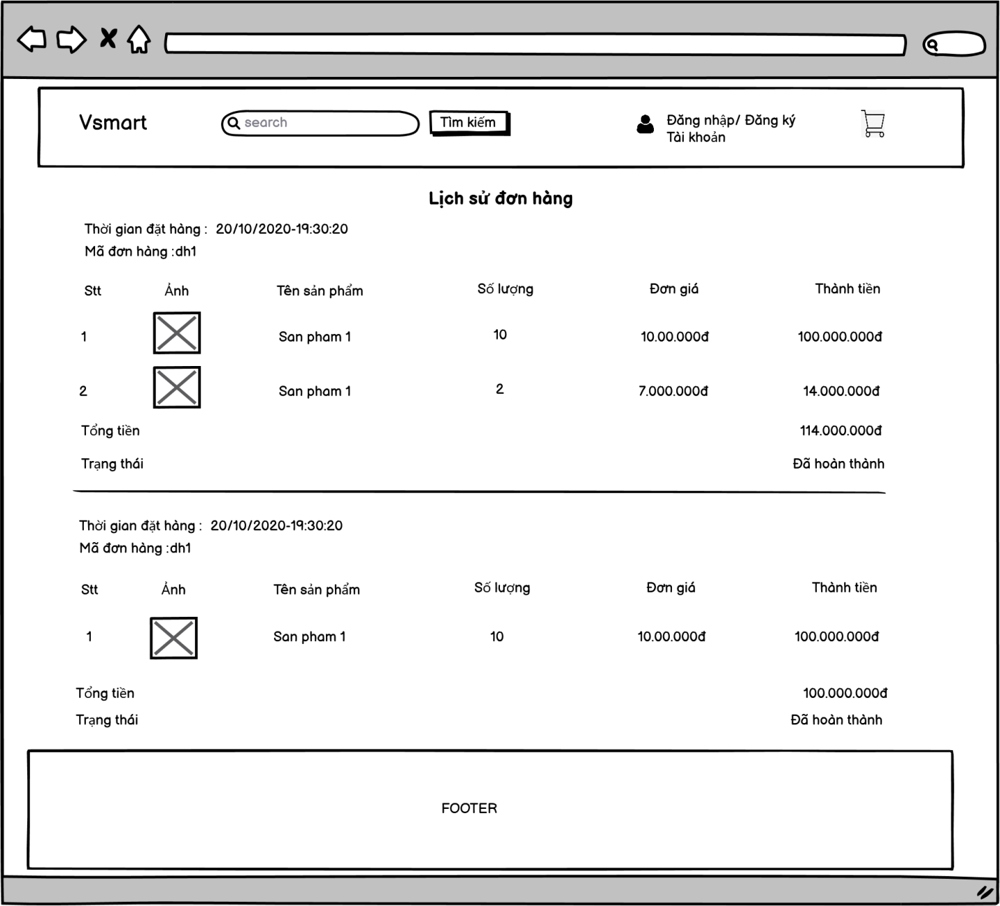 Vsmart search Tìm kiếm Đăng nhập/ Đăng ký
Tài khoản
Lịch sử đơn hàng
Thời gian đặt hàng : 20/10/2020-19:30:20
Mã đơn hàng :dh1
Stt Ảnh Tên sản phẩm Số lượng Đơn giá Thành tiền
1 San pham 1 10 10.00.000đ 100.000.000đ
2 San pham 1 2 7.000.000đ 14.000.000đ
Tổng tiền 114.000.000đ
Trạng thái Đã hoàn thành
Thời gian đặt hàng : 20/10/2020-19:30:20
Mã đơn hàng :dh1
Stt Ảnh Tên sản phẩm Số lượng Đơn giá Thành tiền
1 San pham 1 10 10.00.000đ 100.000.000đ
Tổng tiền 100.000.000đ
Trạng thái Đã hoàn thành
FOOTER